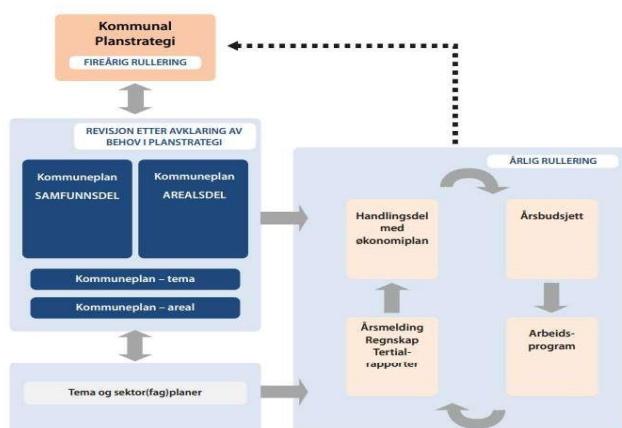 Kommunal
Planstrategi
FIREÅRIG RULLERING
REVISJON ETTER AVKLARING AV
BEHOV I PLANSTRATEGI
Kommuneplan
SAMFUNNSDEL
Kommuneplan
AREALSDEL
Kommuneplan – tema
Kommuneplan – areal
Tema og sektor(fag)planer
ÅRLIG RULLERING
Handlingsdel
med
økonomiplan
Årsbudsjett
Årsmelding
Regnskap
Tertial-
rapporter
Arbeids-
program